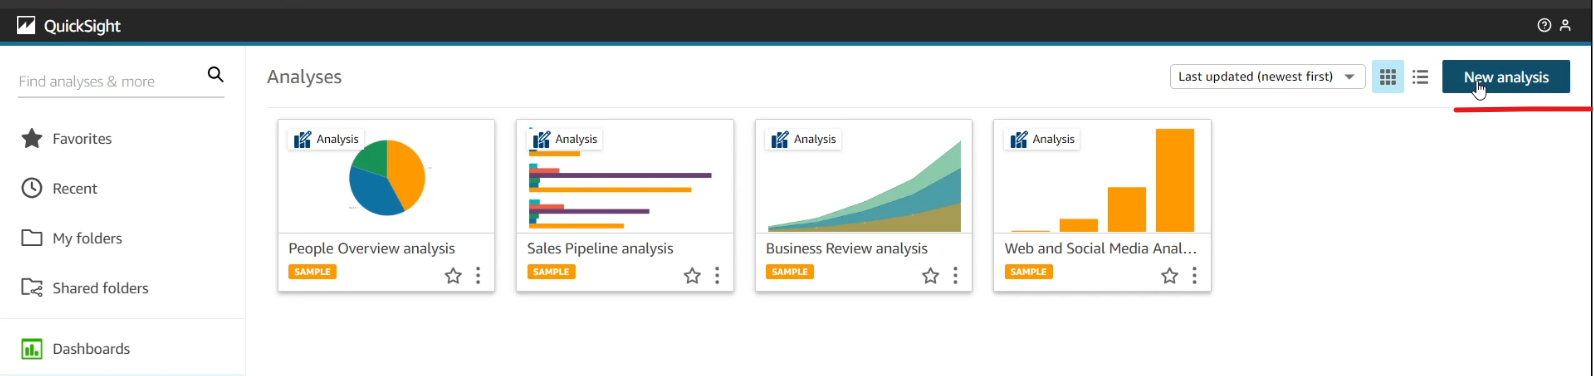 QuickSight
Find analyses & more
Analyses
Last updated (newest first)
New analysis
Favorites
Recent
My folders
Shared folders
Dashboards
Analysis
People Overview analysis
SAMPLE
Analysis
Sales Pipeline analysis
SAMPLE
Analysis
Business Review analysis
SAMPLE
Analysis
Web and Social Media Anal...
SAMPLE